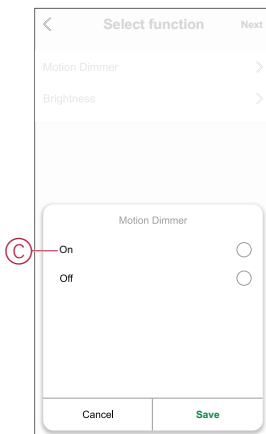 Select function Next
Motion Dimmer
Brightness
Motion Dimmer
C On
Off
Cancel Save